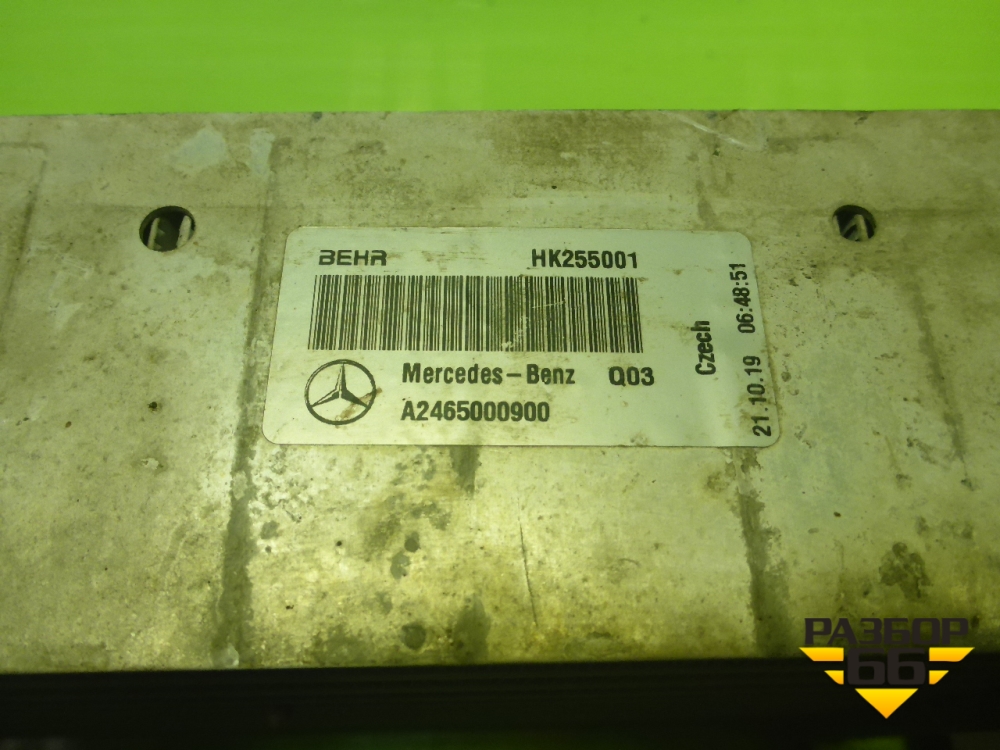 BEHR HK255001
Mercedes-Benz Q03
A2465000900
Czech
21.10.19 06:48:51
РАЗБОР
66